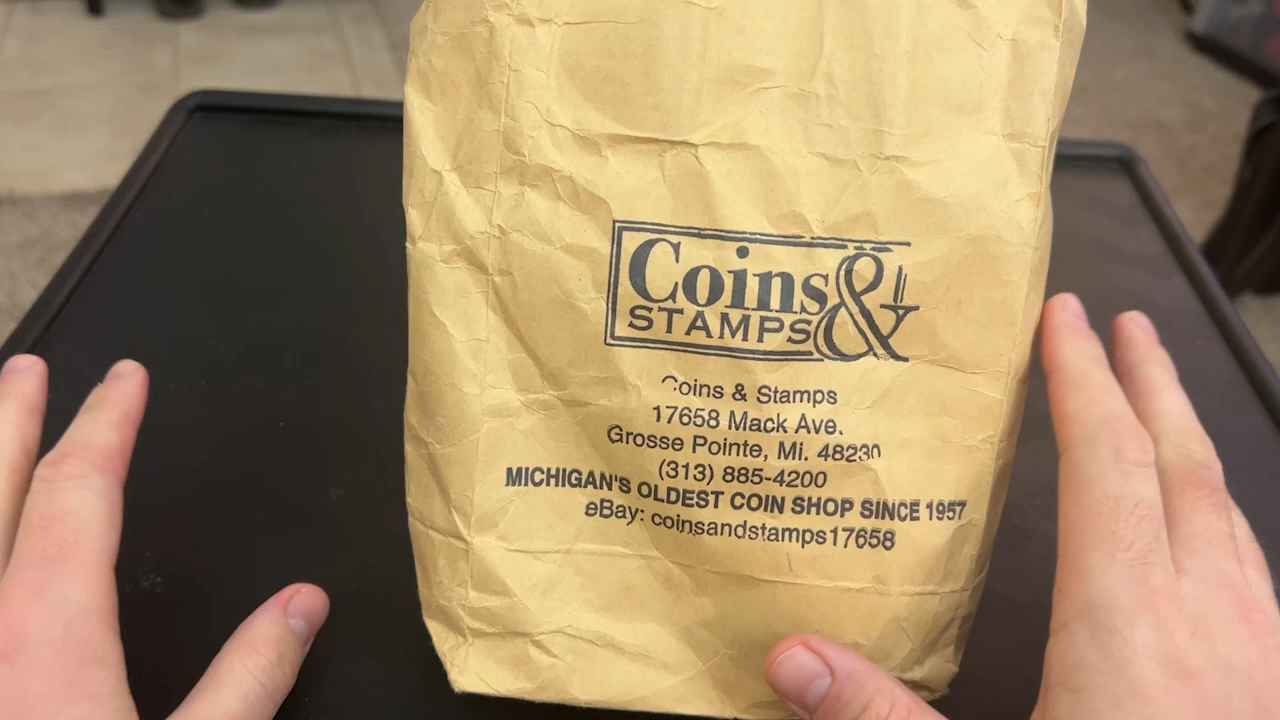 Coins &
STAMPS
Coins & Stamps
17658 Mack Ave.
Grosse Pointe, Mi. 48230
(313) 885-4200
MICHIGAN'S OLDEST COIN SHOP SINCE 1957
eBay: coinsandstamps17658